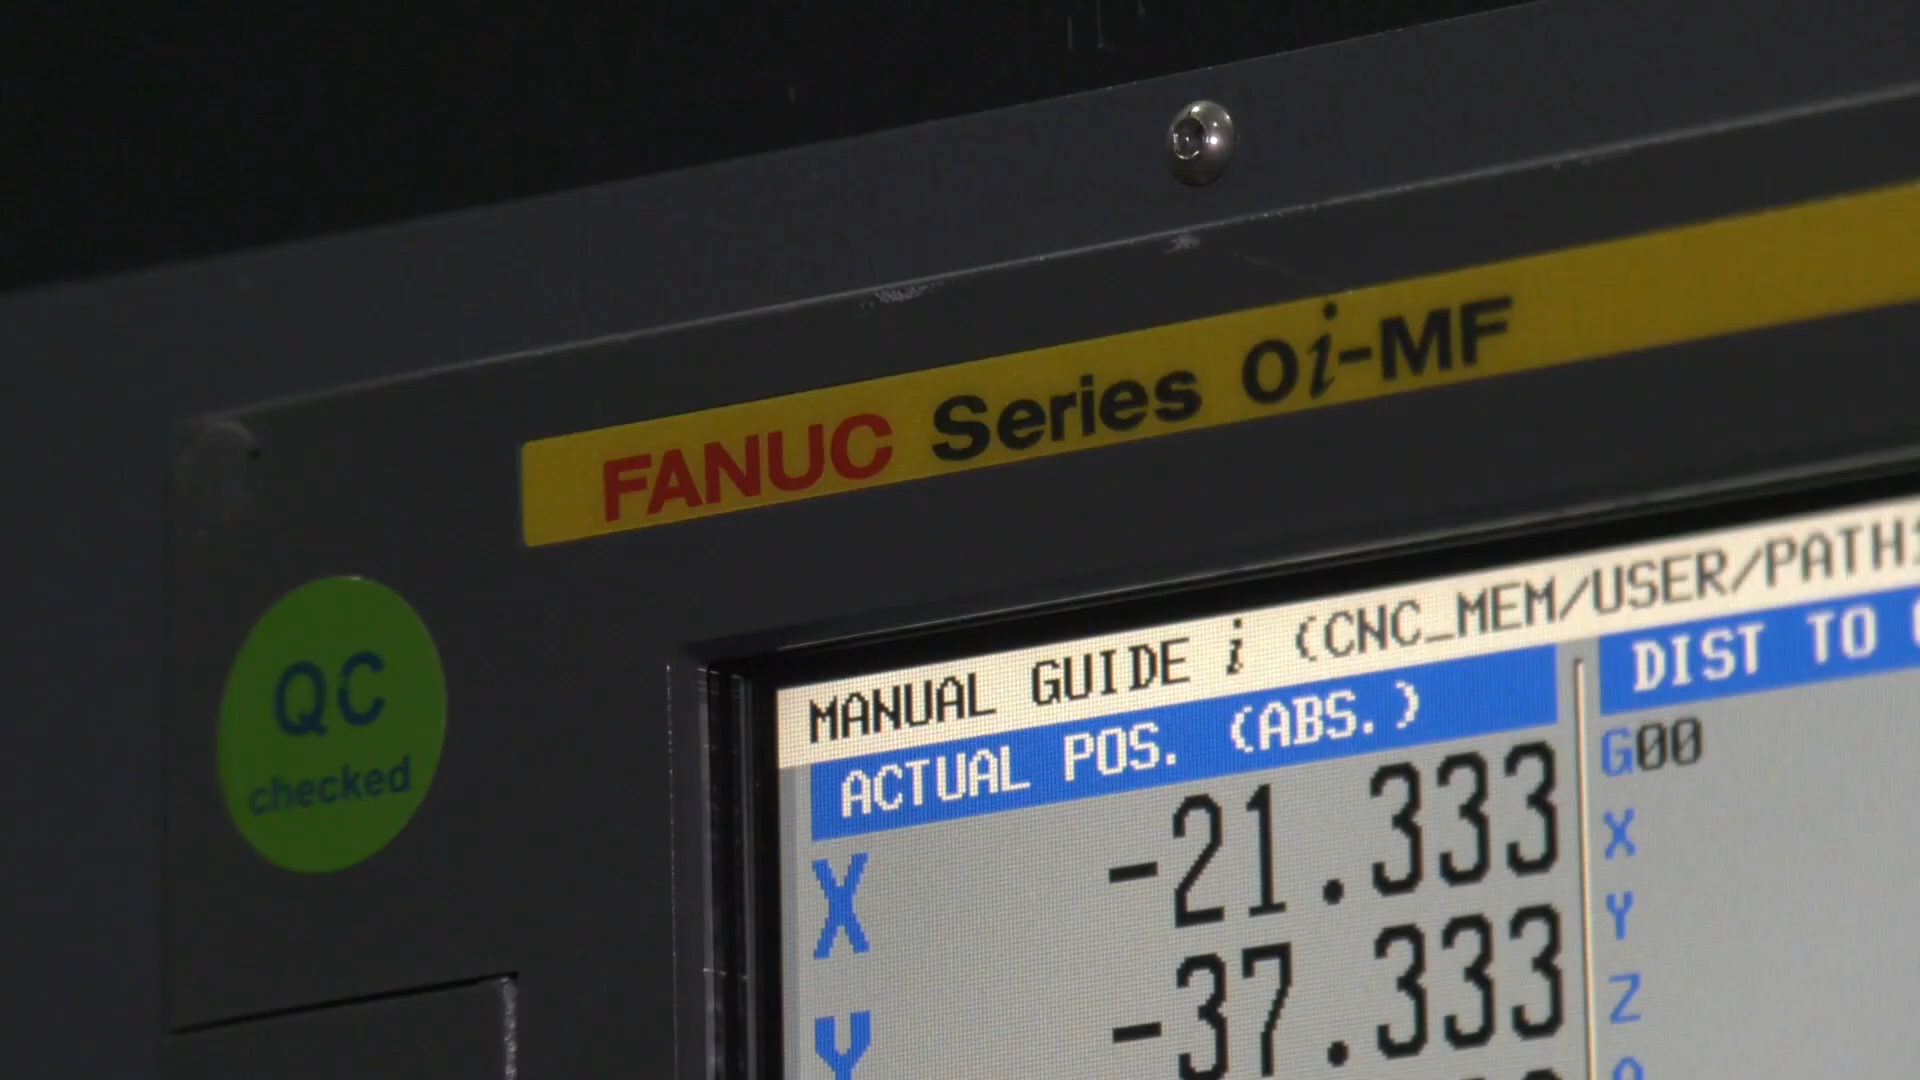 FANUC Series 0i-MF
QC
checked
MANUAL GUIDE i (CNC_MEM/USER/PATH1
ACTUAL POS. (ABS.)
DIST TO
G00
X -21.333
X
Y -37.333
Y
Z